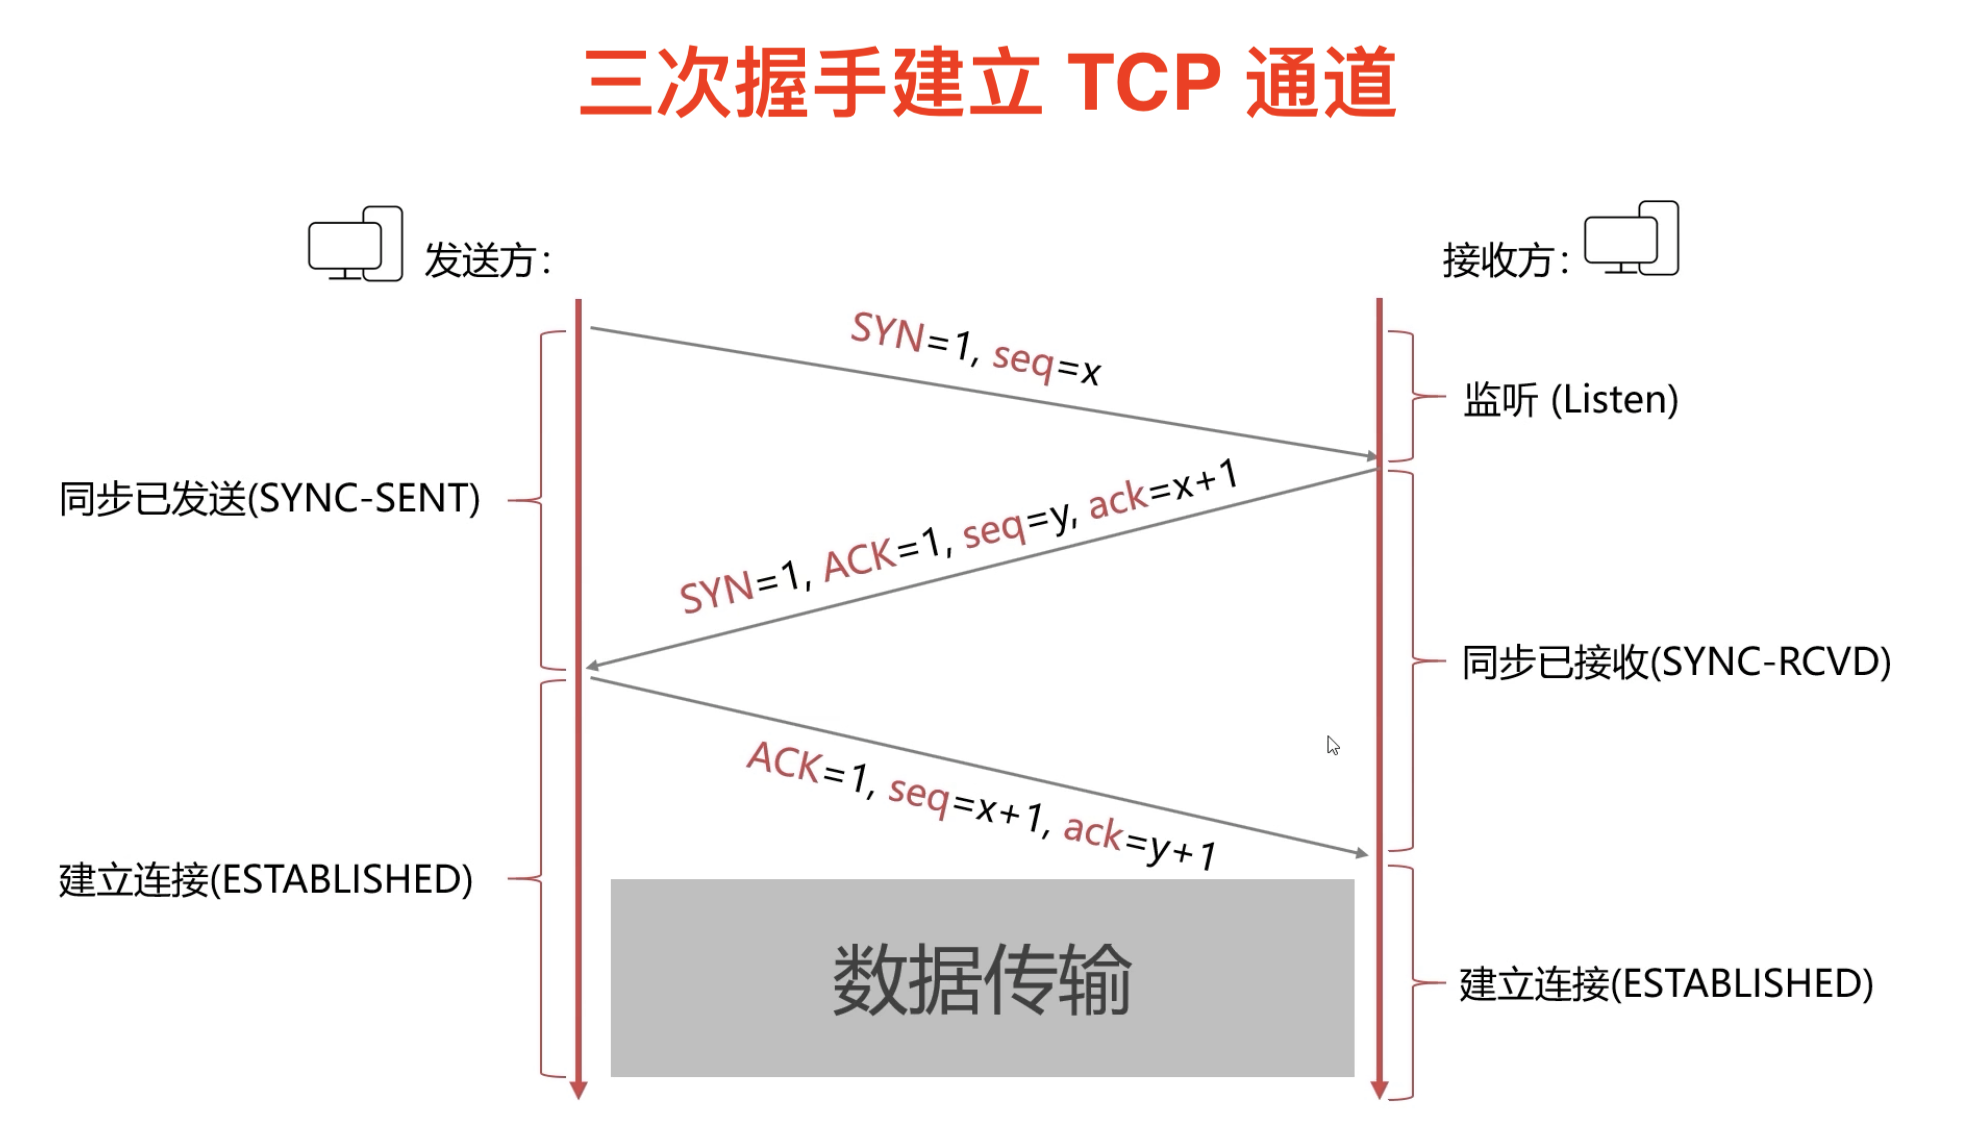 三次握手建立 TCP 通道
发送方：
接收方：
SYN=1, seq=x
监听 (Listen)
同步已发送(SYNC-SENT)
SYN=1, ACK=1, seq=y, ack=x+1
同步已接收(SYNC-RCVD)
ACK=1, seq=x+1, ack=y+1
建立连接(ESTABLISHED)
数据传输
建立连接(ESTABLISHED)